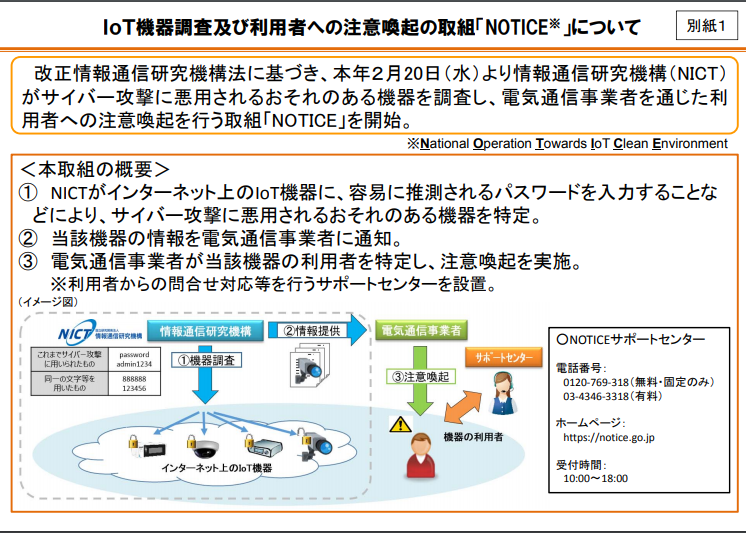 IoT機器調査及び利用者への注意喚起の取組「NOTICE※」について
別紙1
改正情報通信研究機構法に基づき、本年2月20日(水)より情報通信研究機構(NICT)
がサイバー攻撃に悪用されるおそれのある機器を調査し、電気通信事業者を通じた利
用者への注意喚起を行う取組「NOTICE」を開始。
※National Operation Towards IoT Clean Environment
<本取組の概要>
① NICTがインターネット上のIoT機器に、容易に推測されるパスワードを入力することな
どにより、サイバー攻撃に悪用されるおそれのある機器を特定。
② 当該機器の情報を電気通信事業者に通知。
③ 電気通信事業者が当該機器の利用者を特定し、注意喚起を実施。
※利用者からの問合せ対応等を行うサポートセンターを設置。
(イメージ図)
NICT
情報通信研究機構
情報通信研究機構
②情報提供
電気通信事業者
これまでサイバー攻撃
に用いられたもの
password
admin1234
同一の文字等を
用いたもの
888888
123456
①機器調査
インターネット上のIoT機器
③注意喚起
サポートセンター
機器の利用者
○NOTICEサポートセンター
電話番号:
0120-769-318(無料・固定のみ)
03-4346-3318(有料)
ホームページ:
https://notice.go.jp
受付時間:
10:00~18:00